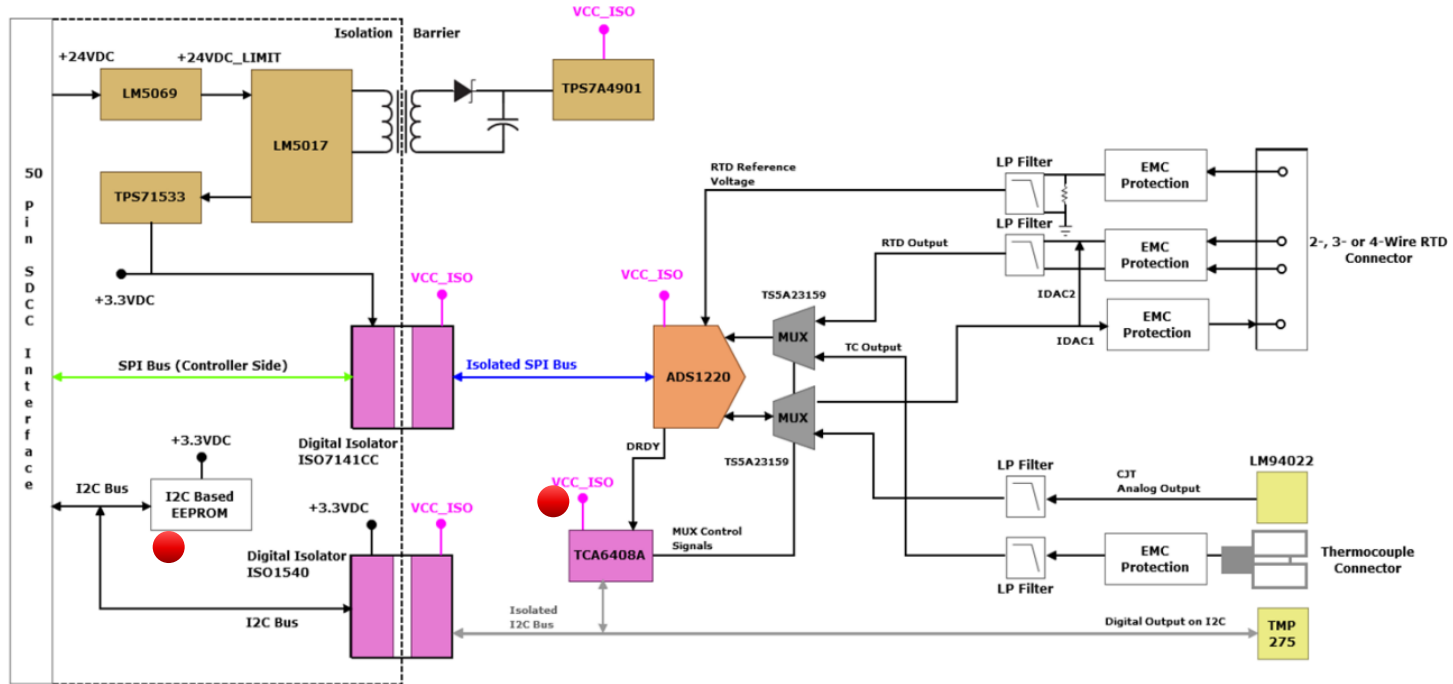 Isolation
Barrier
VCC_ISO
+24VDC
+24VDC_LIMIT
LM5069
LM5017
TPS7A4901
TPS71533
+3.3VDC
50
Pin
SDCC
Interface
RTD Reference
Voltage
LP Filter
EMC
Protection
LP Filter
RTD Output
EMC
Protection
2-, 3- or 4-Wire RTD
Connector
IDAC2
IDAC1
EMC
Protection
VCC_ISO
VCC_ISO
TS5A23159
MUX
TC Output
SPI Bus (Controller Side)
Isolated SPI Bus
ADS1220
MUX
Digital Isolator
ISO7141CC
DRDY
TS5A23159
+3.3VDC
I2C Bus
I2C Based
EEPROM
+3.3VDC
VCC_ISO
VCC_ISO
LP Filter
CJT
Analog Output
LM94022
Digital Isolator
ISO1540
TCA6408A
MUX Control
Signals
EMC
Protection
Thermocouple
Connector
LP Filter
I2C Bus
Isolated
I2C Bus
Digital Output on I2C
TMP
275